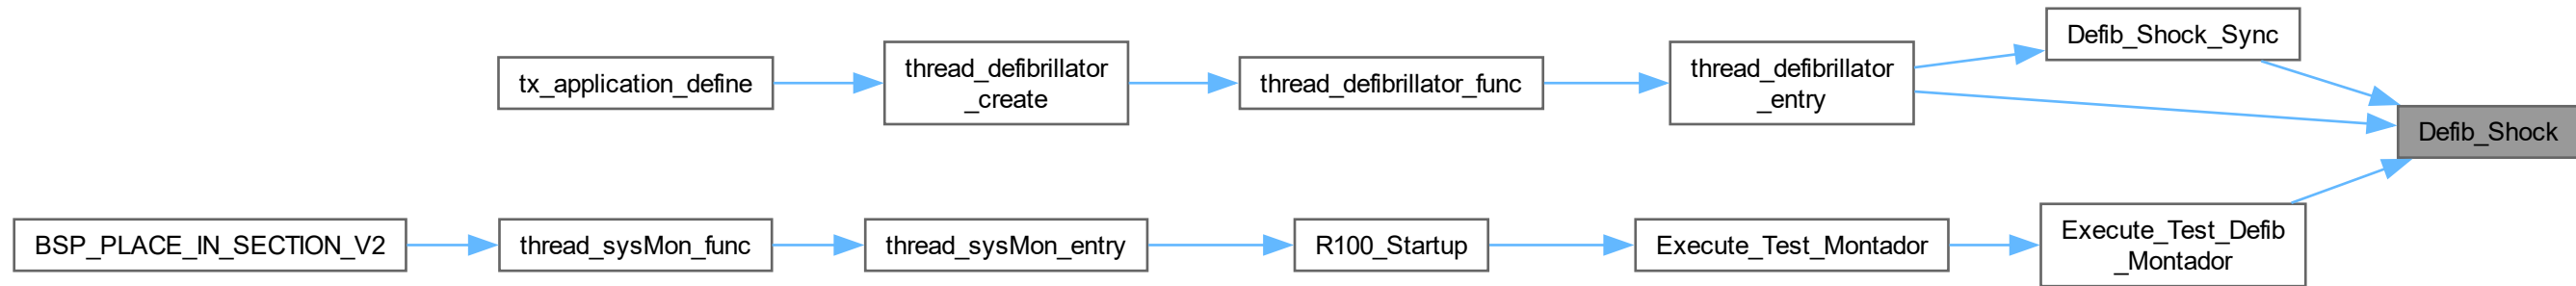 Defib_Shock_Sync
tx_application_define
thread_defibrillator
_create
thread_defibrillator_func
thread_defibrillator
_entry
Defib_Shock
BSP_PLACE_IN_SECTION_V2
thread_sysMon_func
thread_sysMon_entry
R100_Startup
Execute_Test_Montador
Execute_Test_Defib
_Montador